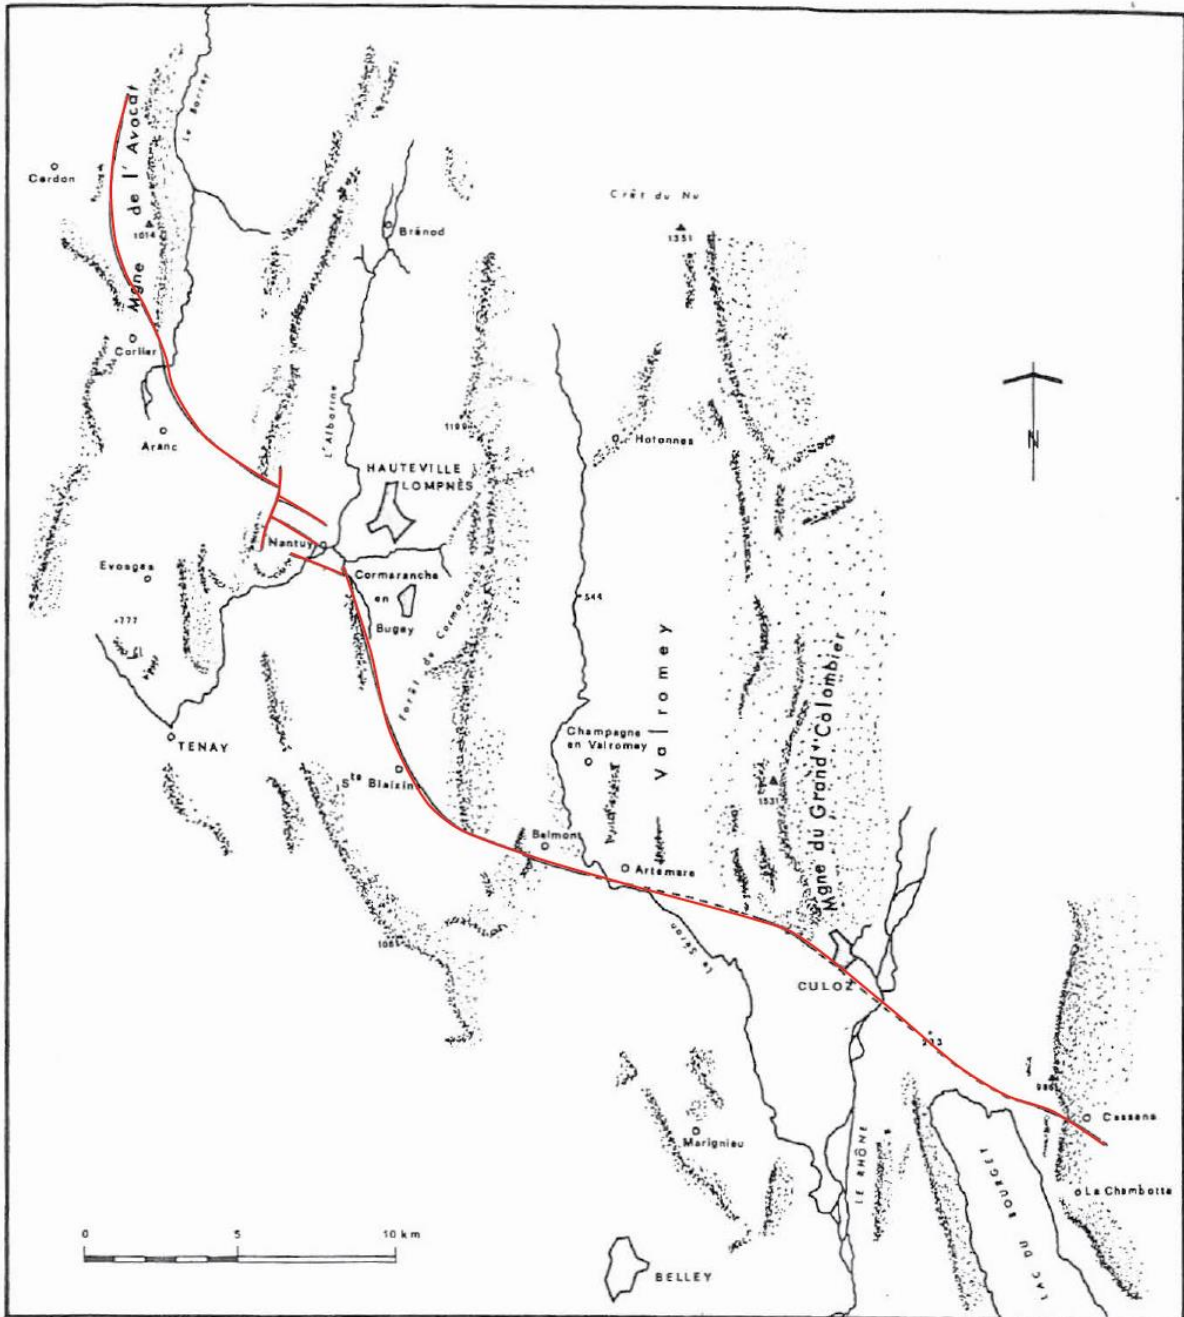 Le Borrey
Mgne de l'Avocat
Cerdon
Crêt du Nu
1014
Brénod
1351
Corlier
L'Albarine
1199
Hotonnes
Aranc
N
HAUTEVILLE
LOMPNÈS
Nantuy
Evosges
Cormaranche
en
Bugey
544
777
Forêt de Cormaranche
Valromey
Mgne du Grand Colombier
TENAY
Champagne
en Valromey
Ste Blaizin
1531
Belmont
Artemare
Le Séran
CULOZ
986
Cessens
Marignieu
LE RHÔNE
LAC DU BOURGET
La Chambotte
0 5 10 km
BELLEY